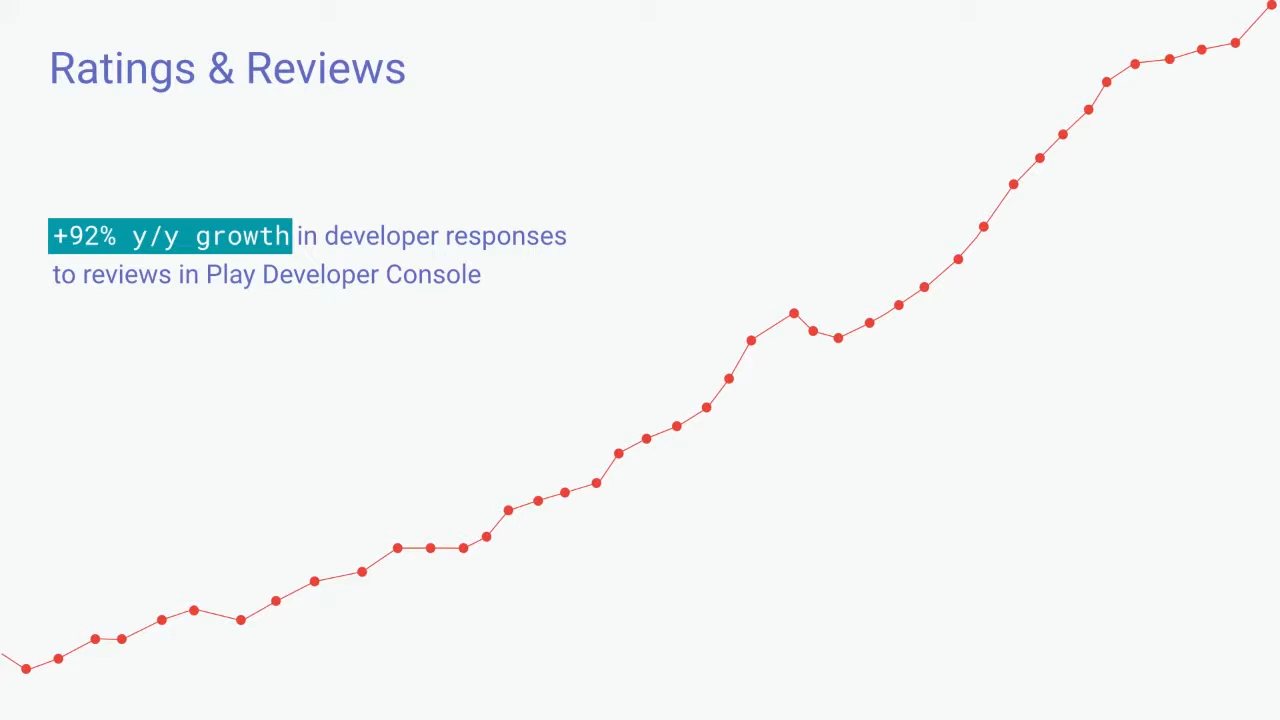 Ratings & Reviews
+92% y/y growth in developer responses
to reviews in Play Developer Console